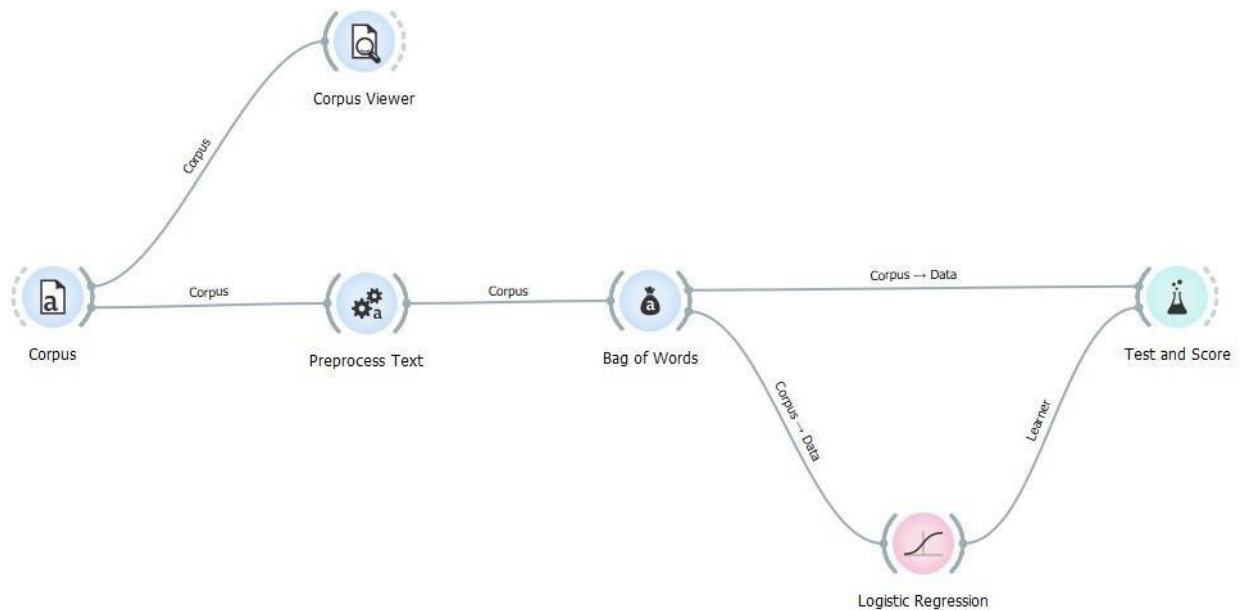 Corpus Viewer
Corpus
Corpus
Corpus
Corpus → Data
Corpus
Preprocess Text
Bag of Words
Test and Score
Corpus → Data
Learner
Logistic Regression
a
a
a